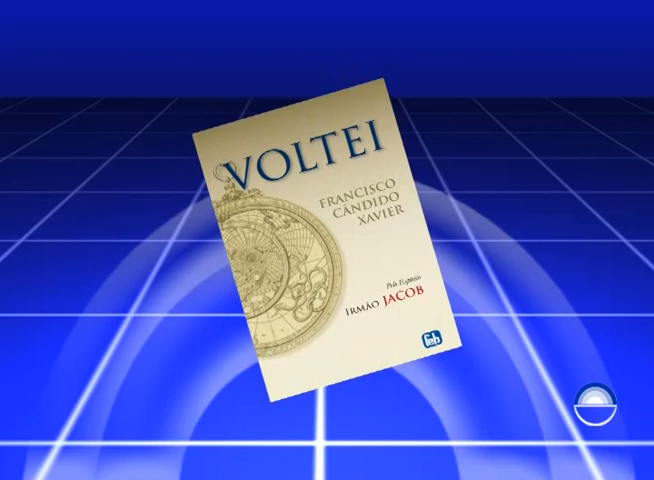 VOLTEI
FRANCISCO
CÂNDIDO
XAVIER
Pelo Espírito
IRMÃO JACOB
feb